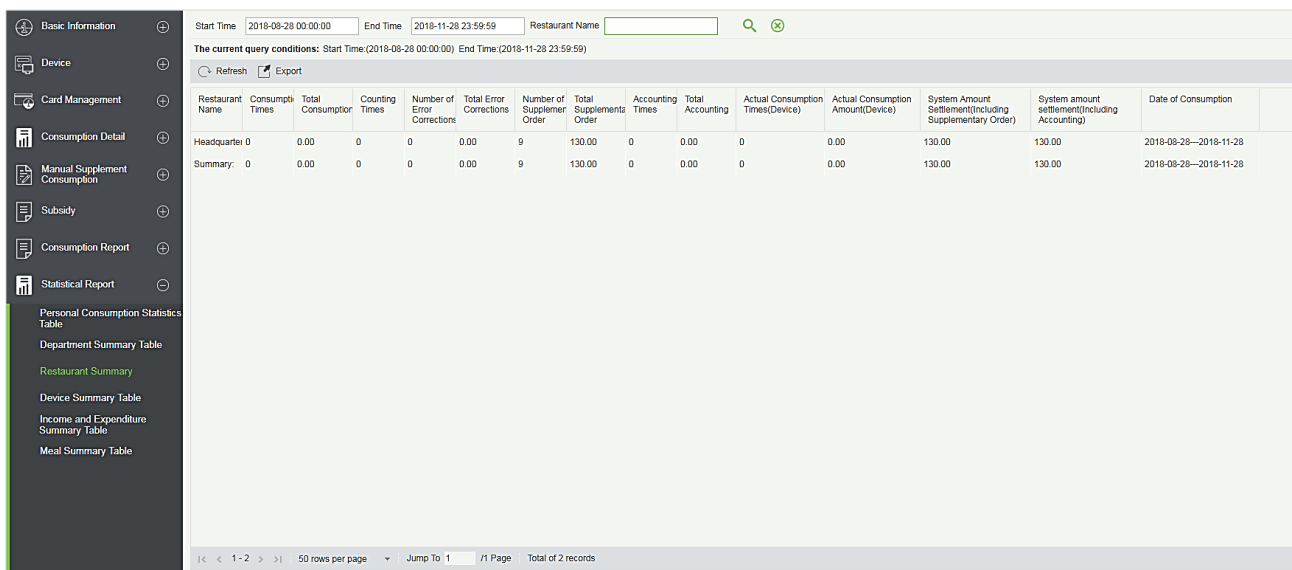 Basic Information
Device
Card Management
Consumption Detail
Manual Supplement
Consumption
Subsidy
Consumption Report
Statistical Report
Personal Consumption Statistics
Table
Department Summary Table
Restaurant Summary
Device Summary Table
Income and Expenditure
Summary Table
Meal Summary Table
Start Time 2018-08-28 00:00:00 End Time 2018-11-28 23:59:59 Restaurant Name
The current query conditions: Start Time:(2018-08-28 00:00:00) End Time:(2018-11-28 23:59:59)
Refresh Export
Restaurant Consumpti Total Counting Number of Total Error Number of Total Accounting Total Actual Consumption Actual Consumption System Amount System amount Date of Consumption
Name Times Consumption Times Error Corrections Supplemen Supplementa Times Accounting Times(Device) Amount(Device) Settlement(Including settlement(Including
Corrections Order Order Supplementary Order) Accounting)
Headquarter 0 0.00 0 0 0.00 9 130.00 0 0.00 0 0.00 130.00 130.00 2018-08-28---2018-11-28
Summary: 0 0.00 0 0 0.00 9 130.00 0 0.00 0 0.00 130.00 130.00 2018-08-28---2018-11-28
|< < 1 - 2 > >| 50 rows per page Jump To 1 /1 Page Total of 2 records